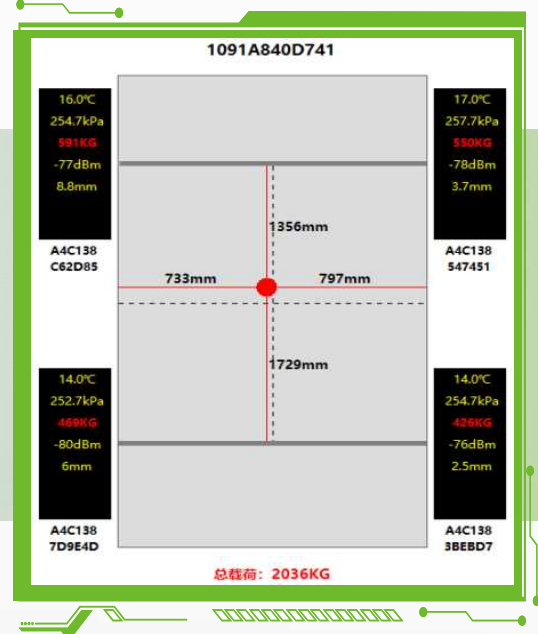 1091A840D741
16.0℃
254.7kPa
591KG
-77dBm
8.8mm
A4C138
C62D85
17.0℃
257.7kPa
550KG
-78dBm
3.7mm
A4C138
547451
1356mm
733mm
797mm
1729mm
14.0℃
252.7kPa
469KG
-80dBm
6mm
A4C138
7D9E4D
14.0℃
254.7kPa
426KG
-76dBm
2.5mm
A4C138
3BEBD7
总载荷：2036KG